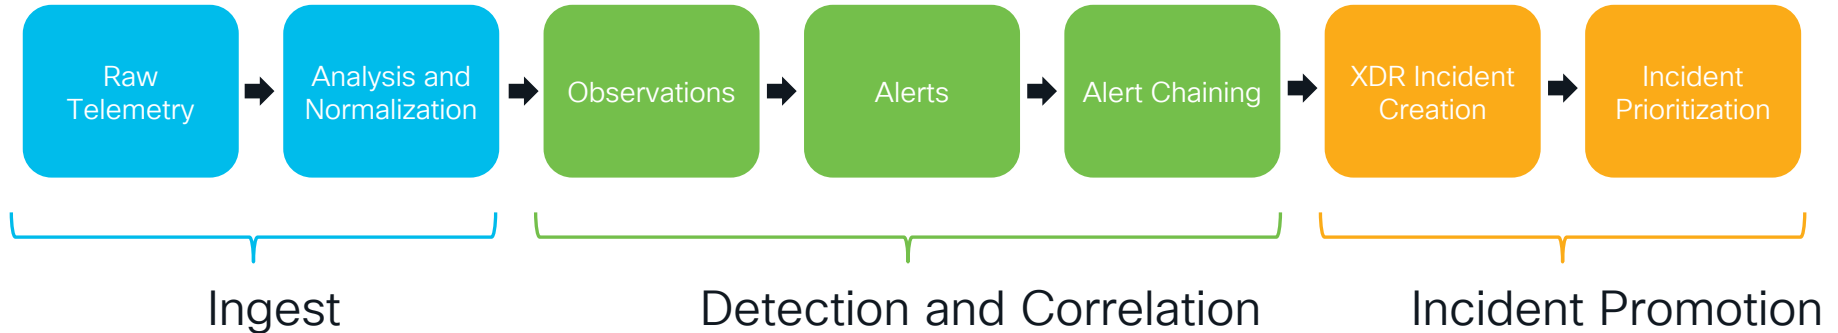 Raw
Telemetry
Analysis and
Normalization
Observations
Alerts
Alert Chaining
XDR Incident
Creation
Incident
Prioritization
Ingest
Detection and Correlation
Incident Promotion